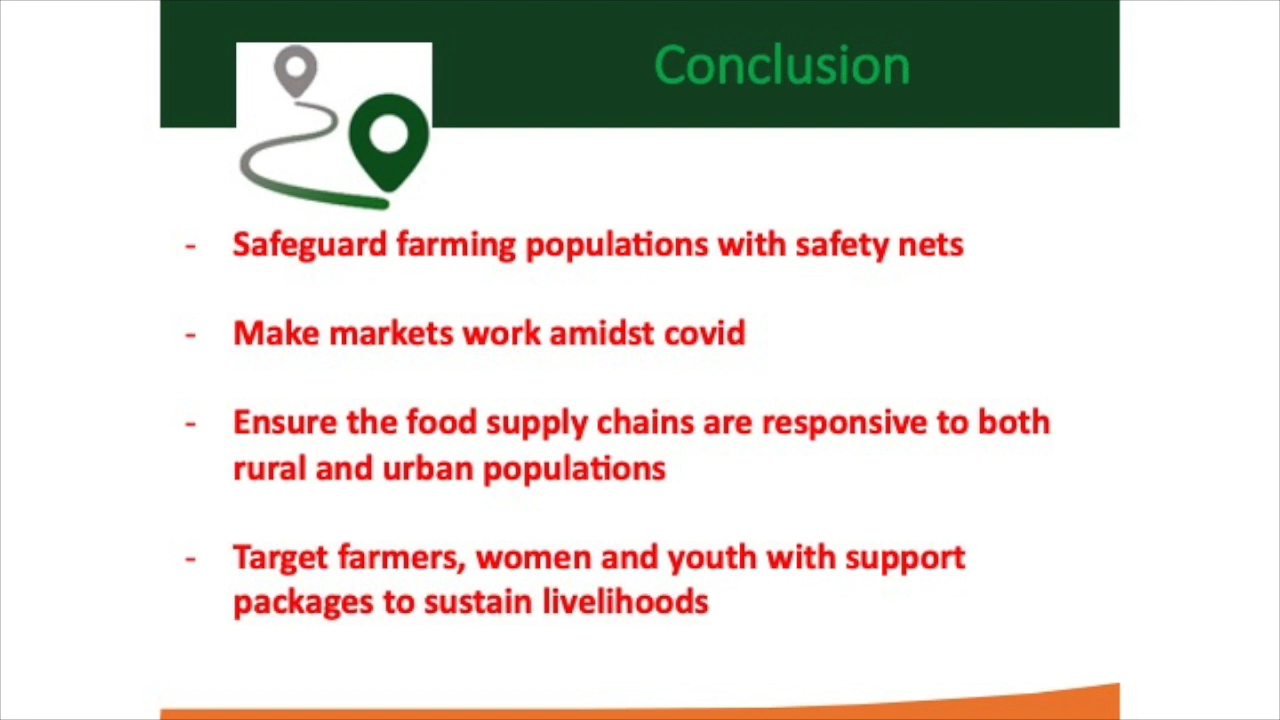 Conclusion
- Safeguard farming populations with safety nets
- Make markets work amidst covid
- Ensure the food supply chains are responsive to both
rural and urban populations
- Target farmers, women and youth with support
packages to sustain livelihoods